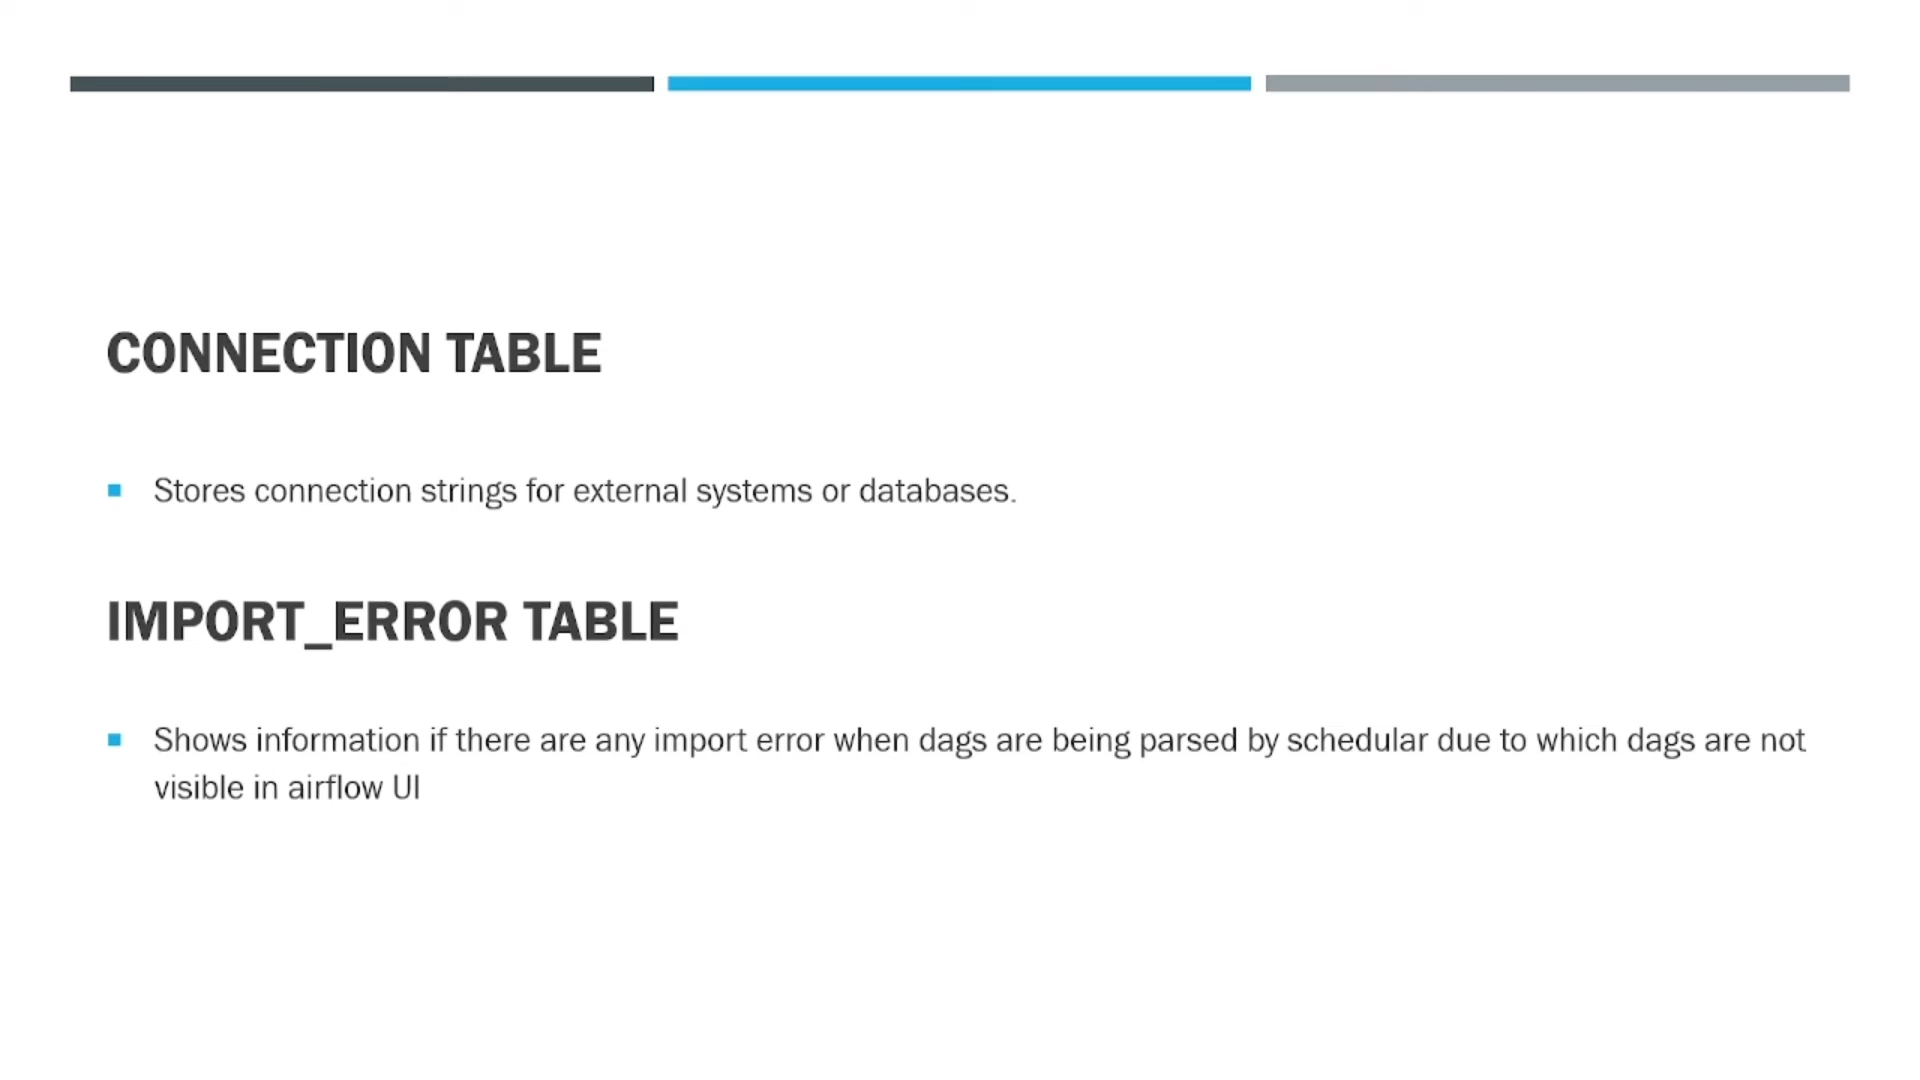 CONNECTION TABLE
Stores connection strings for external systems or databases.
IMPORT_ERROR TABLE
Shows information if there are any import error when dags are being parsed by schedular due to which dags are not
visible in airflow UI